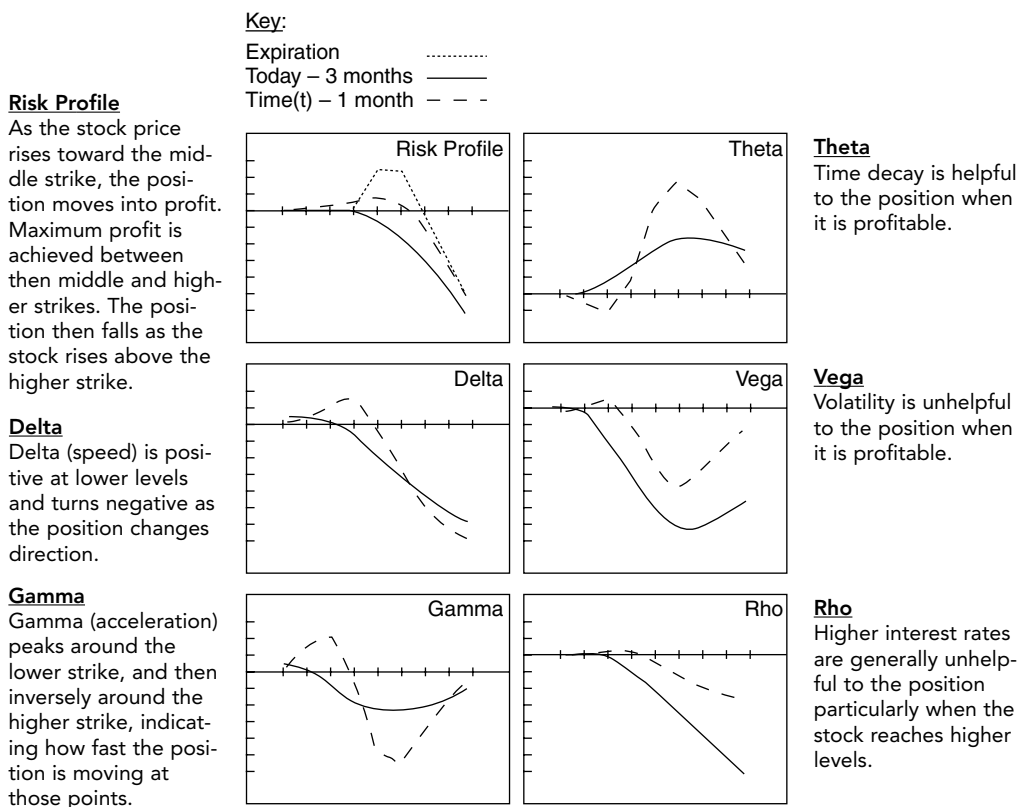 Key:
Expiration
Today – 3 months
Time(t) – 1 month
Risk Profile
As the stock price
rises toward the mid-
dle strike, the posi-
tion moves into profit.
Maximum profit is
achieved between
then middle and high-
er strikes. The posi-
tion then falls as the
stock rises above the
higher strike.
Delta
Delta (speed) is posi-
tive at lower levels
and turns negative as
the position changes
direction.
Gamma
Gamma (acceleration)
peaks around the
lower strike, and then
inversely around the
higher strike, indicat-
ing how fast the posi-
tion is moving at
those points.
Risk Profile
Theta
Delta
Vega
Gamma
Rho
Theta
Time decay is helpful
to the position when
it is profitable.
Vega
Volatility is unhelpful
to the position when
it is profitable.
Rho
Higher interest rates
are generally unhelp-
ful to the position
particularly when the
stock reaches higher
levels.